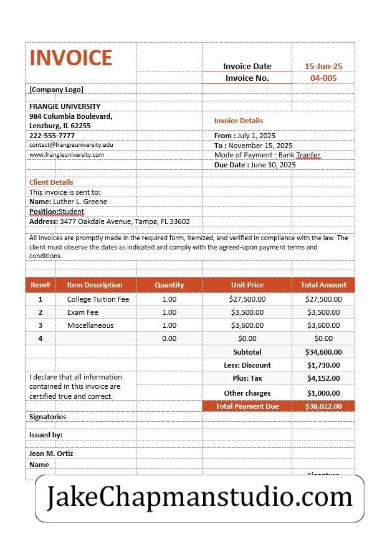 INVOICE
Invoice Date 15-Jun-25
Invoice No. 04-005
[Company Logo]
FRANGIE UNIVERSITY
984 Columbia Boulevard,
Lenzburg, IL 62255
222-555-7777
contact@frangieuniversity.edu
www.frangieuniversity.com
Invoice Details
From : July 1, 2025
To : November 15, 2025
Mode of Payment : Bank Tranfer
Due Date : June 30, 2025
Client Details
This invoice is sent to:
Name: Luther L. Greene
Position:Student
Address: 3477 Oakdale Avenue, Tampa, FL 33602
All invoices are promptly made in the required form, itemized, and verified in compliance with the law. The
client must observe the dates as indicated and comply with the agreed-upon payment terms and
conditions.
Item# Item Description Quantity Unit Price Total Amount
1 College Tuition Fee 1.00 $27,500.00 $27,500.00
2 Exam Fee 1.00 $3,500.00 $3,500.00
3 Miscellaneous 1.00 $3,600.00 $3,600.00
4 0.00 $0.00 $0.00
Subtotal $34,600.00
Less: Discount $1,730.00
I declare that all information
contained in this invoice are
certified true and correct.
Plus: Tax $4,152.00
Other charges $1,000.00
Total Payment Due $38,022.00
Signatories
Issued by:
Jean M. Ortiz
Name
JakeChapmanstudio.com